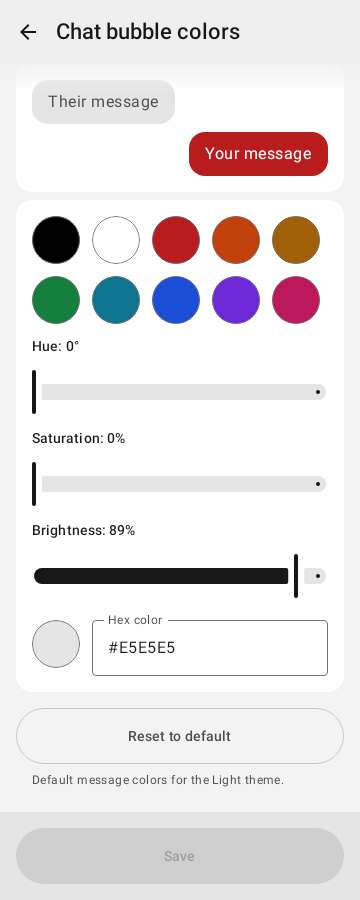 Chat bubble colors
Their message
Your message
Hue: 0°
Saturation: 0%
Brightness: 89%
Hex color
#E5E5E5
Reset to default
Default message colors for the Light theme.
Save